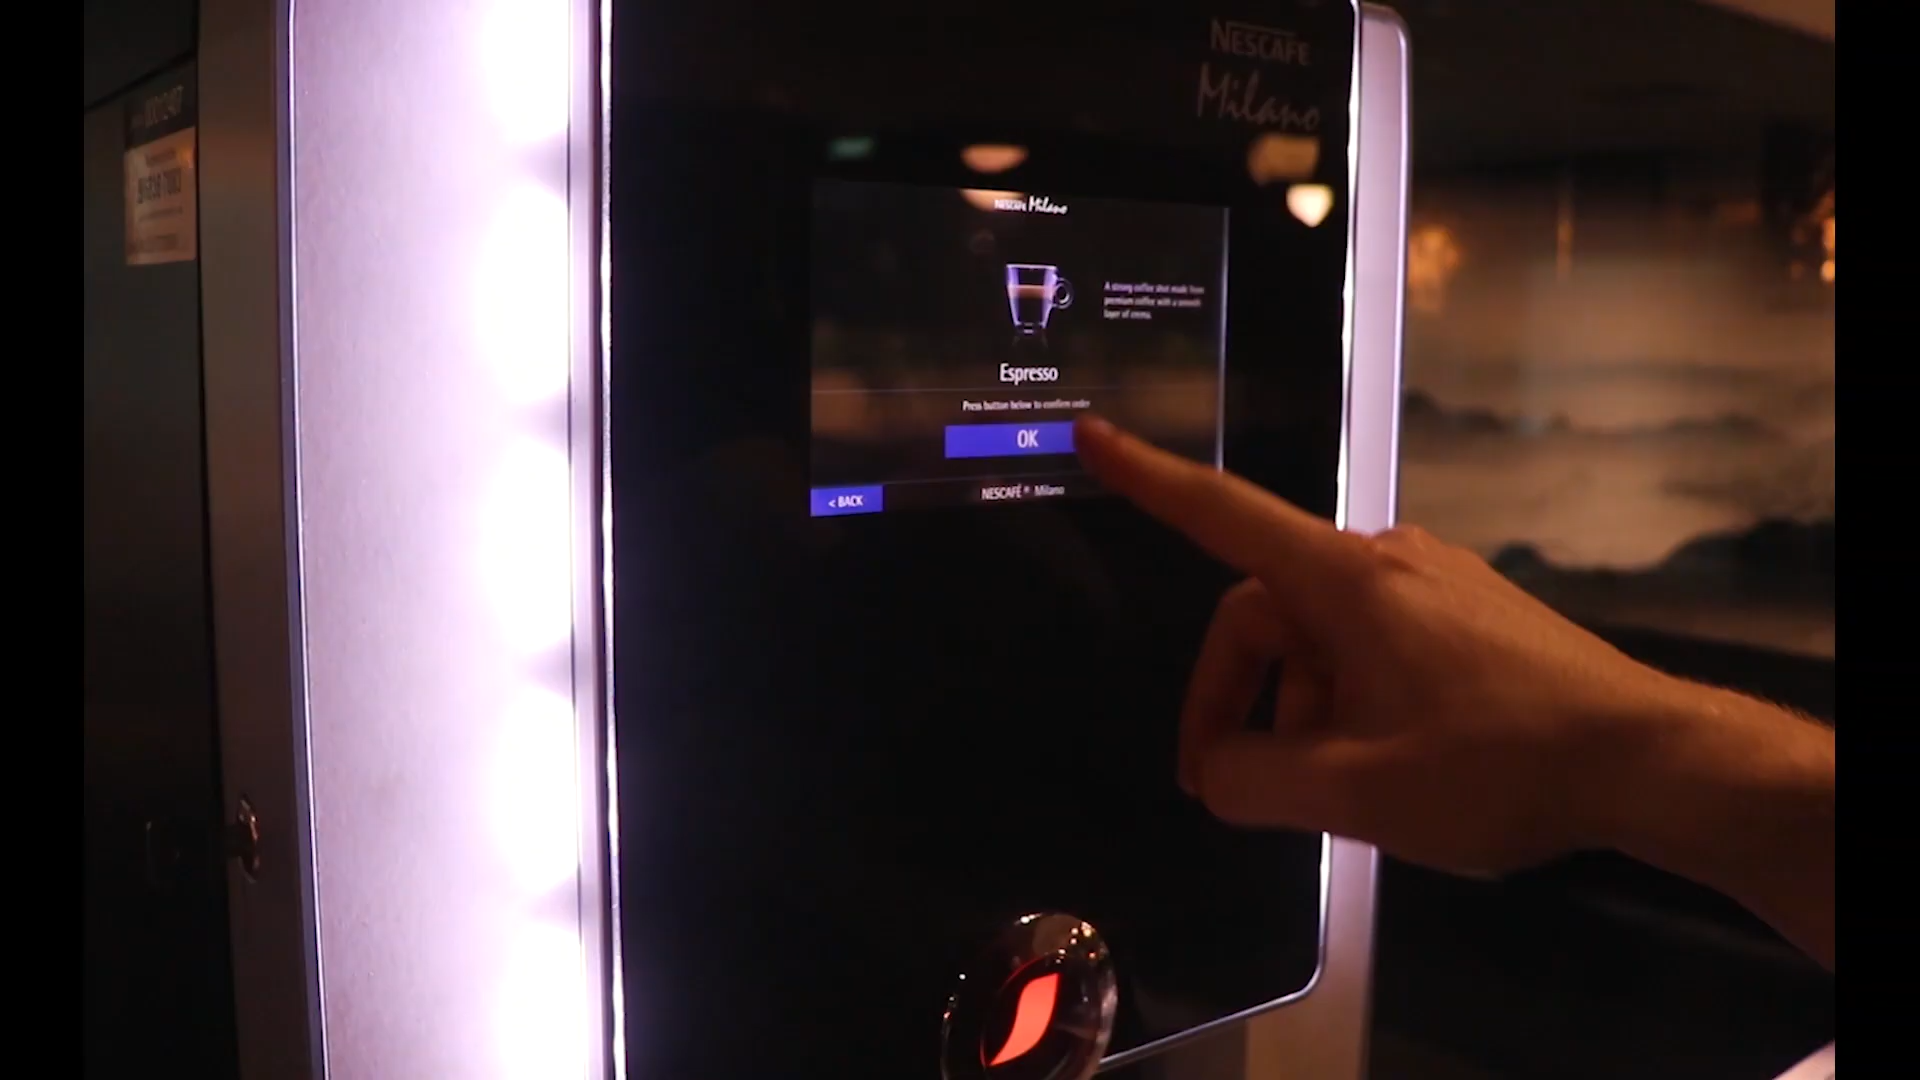 NESCAFÉ
Milano
NESCAFÉ Milano
A strong coffee shot made from
premium coffee with a smooth
layer of crema.
Espresso
Press button below to confirm order
OK
< BACK
NESCAFÉ® Milano